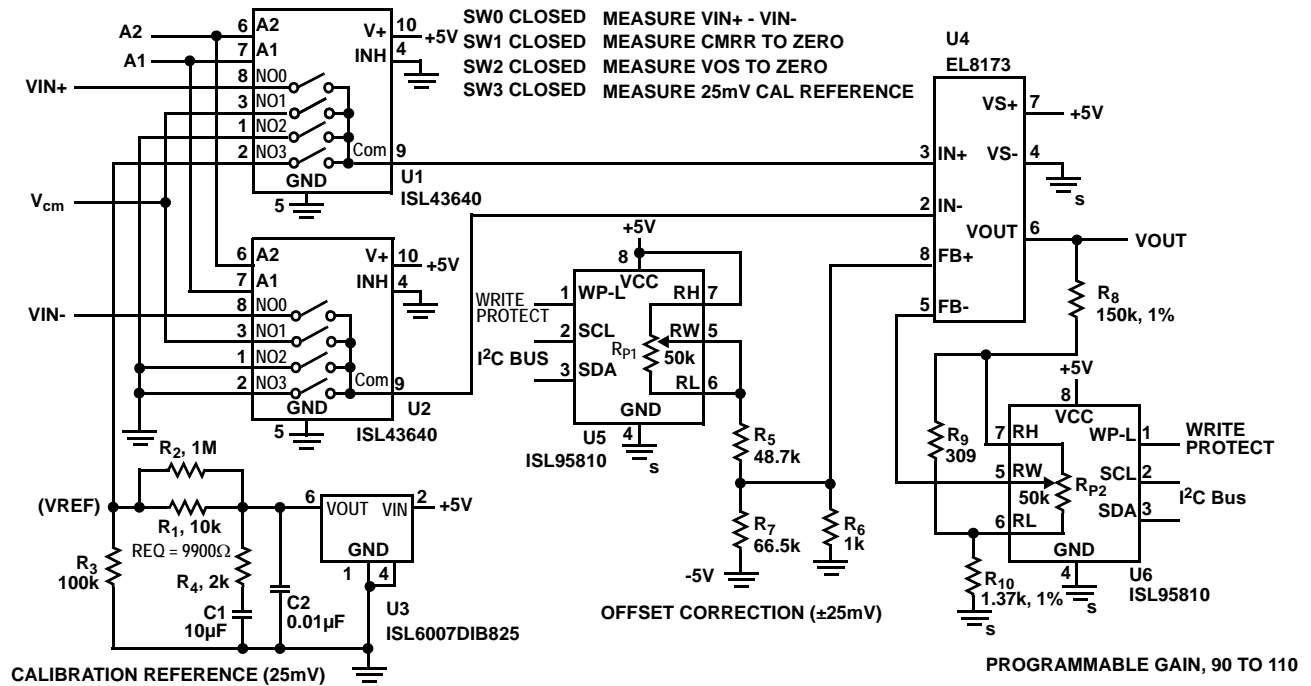 SW0 CLOSED MEASURE VIN+ - VIN-
SW1 CLOSED MEASURE CMRR TO ZERO
SW2 CLOSED MEASURE VOS TO ZERO
SW3 CLOSED MEASURE 25mV CAL REFERENCE
A2
A1
VIN+
Vcm
VIN-
6 A2
7 A1
8 NO0
3 NO1
1 NO2
2 NO3
V+ 10 +5V
INH 4
Com 9
GND
5
U1
ISL43640
6 A2
7 A1
8 NO0
3 NO1
1 NO2
2 NO3
V+ 10 +5V
INH 4
Com 9
GND
5
U2
ISL43640
U4
EL8173
VS+ 7 +5V
3 IN+
VS- 4
S
2 IN-
VOUT 6 VOUT
8 FB+
5 FB-
R8
150k, 1%
+5V
8
VCC
WRITE
PROTECT
1 WP-L
RH 7
2 SCL
RW 5
I2C BUS
RP1
50k
3 SDA
RL 6
GND
4
S
U5
ISL95810
R5
48.7k
R7
66.5k
-5V
R6
1k
OFFSET CORRECTION (±25mV)
+5V
8
VCC
7 RH
WP-L 1
WRITE
PROTECT
R9
309
5 RW
SCL 2
50k
RP2
I2C Bus
6 RL
SDA 3
GND
4
S
U6
ISL95810
R10
1.37k, 1%
S
PROGRAMMABLE GAIN, 90 TO 110
R2, 1M
(VREF)
R1, 10k
REQ = 9900Ω
R3
100k
R4, 2k
C1
10µF
C2
0.01µF
6 VOUT VIN 2 +5V
GND
1 4
U3
ISL6007DIB825
CALIBRATION REFERENCE (25mV)